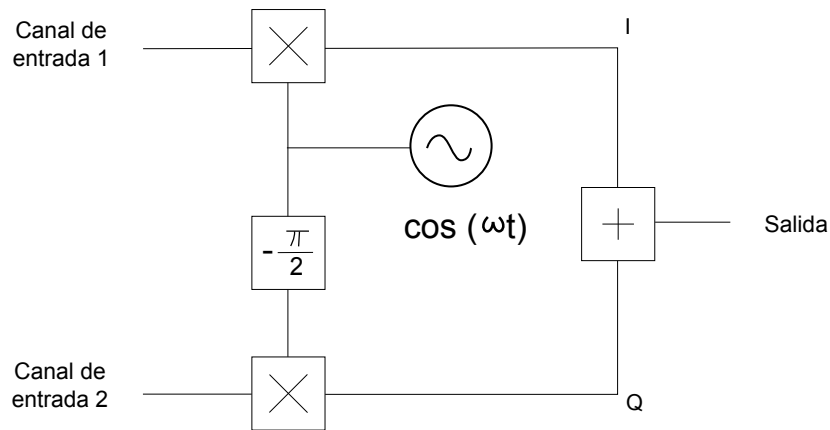 Canal de
entrada 1
I
cos (ωt)
- π
2
+
Salida
Canal de
entrada 2
Q